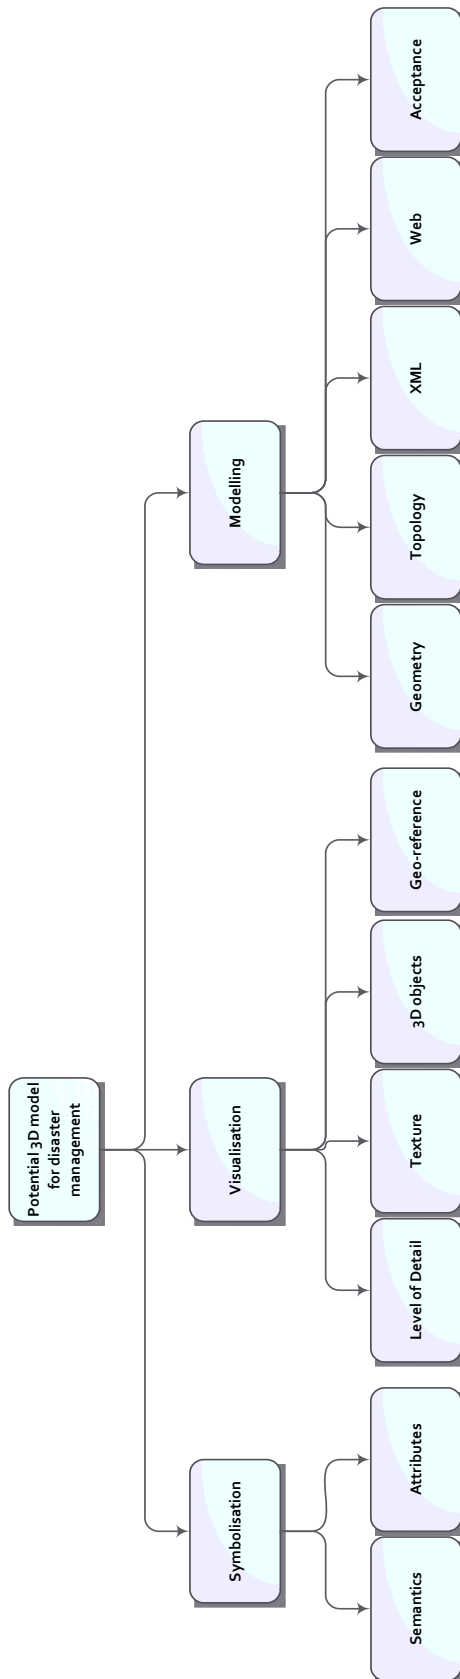 Potential 3D model
for disaster
management
Symbolisation
Visualisation
Modelling
Semantics
Attributes
Level of Detail
Texture
3D objects
Geo-reference
Geometry
Topology
XML
Web
Acceptance